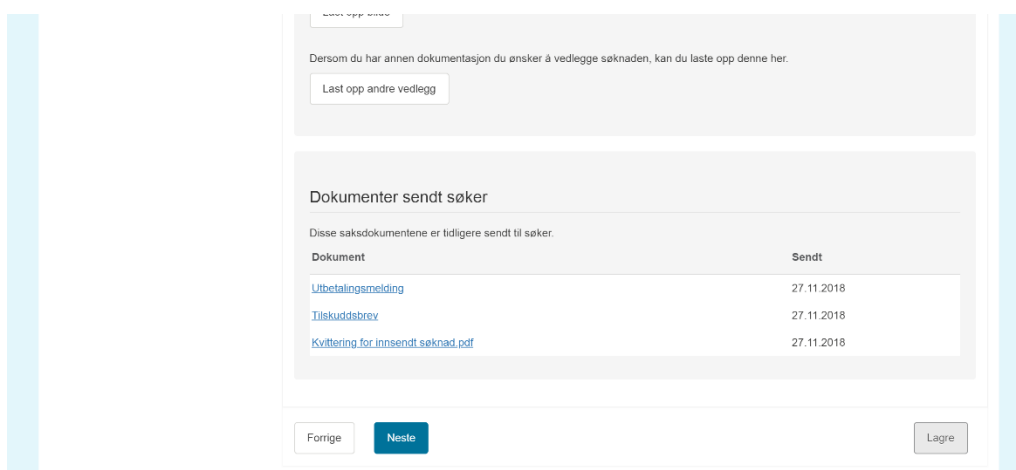 Dersom du har annen dokumentasjon du ønsker å vedlegge søknaden, kan du laste opp denne her.
Last opp andre vedlegg
Dokumenter sendt søker
Disse saksdokumentene er tidligere sendt til søker.
Dokument Sendt
Utbetalingsmelding 27.11.2018
Tilskuddsbrev 27.11.2018
Kvittering for innsendt søknad.pdf 27.11.2018
Forrige Neste Lagre